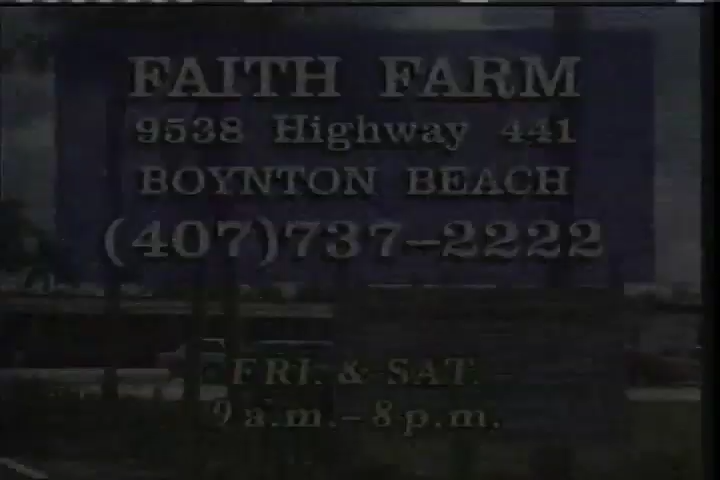 FAITH FARM
9538 Highway 441
BOYNTON BEACH
(407)737-2222
FRI. & SAT.
9 a.m.-8 p.m.